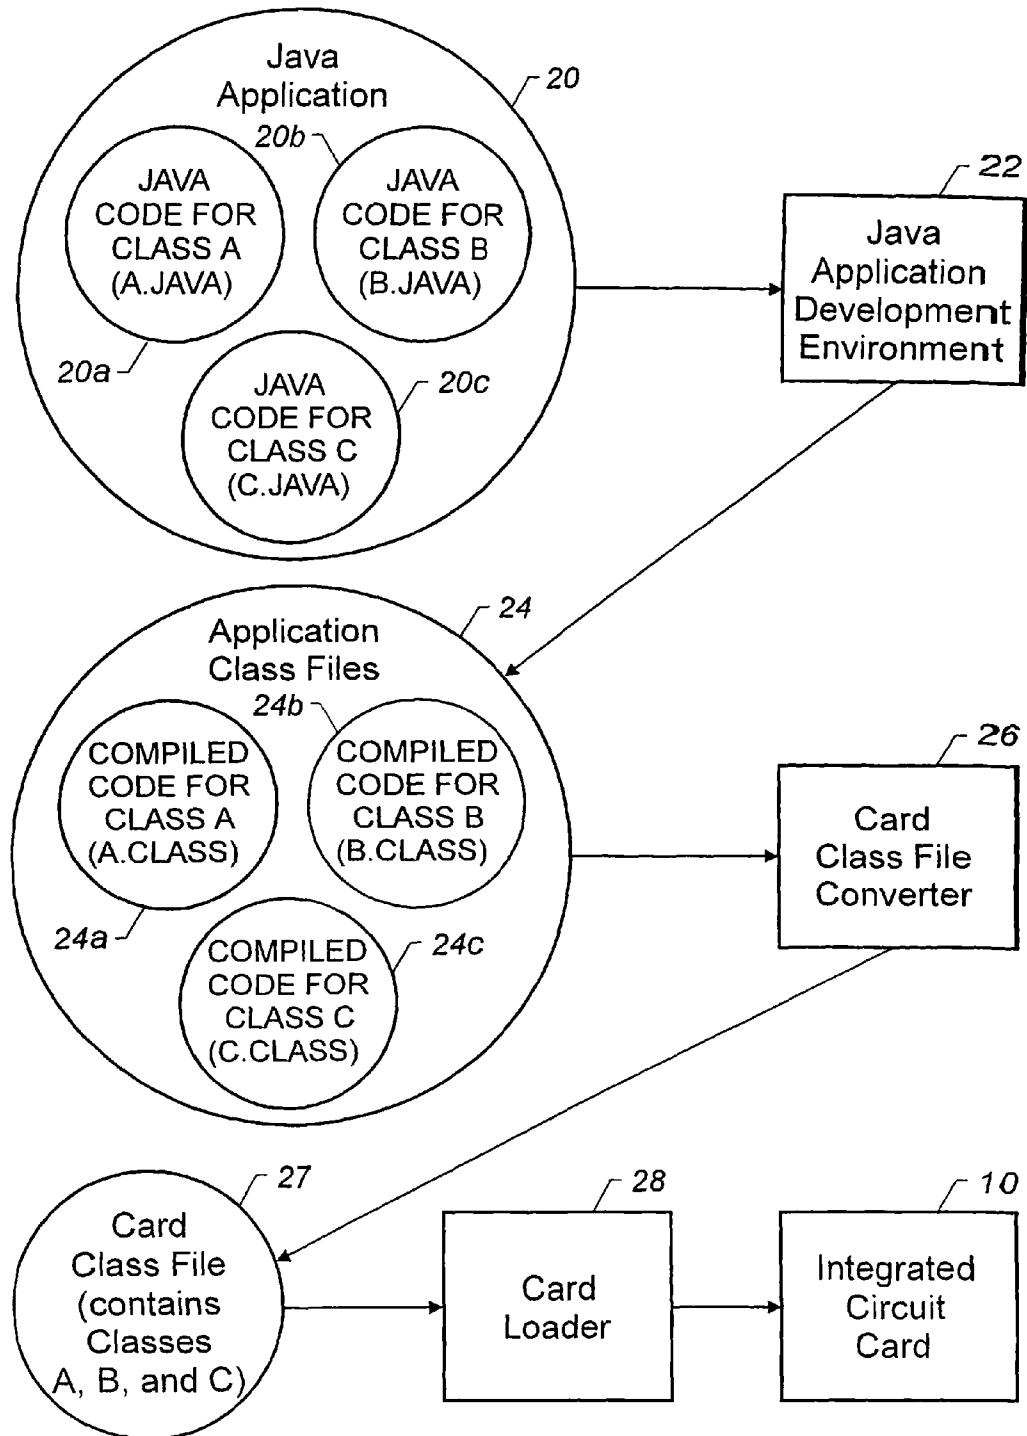 Java
Application
20
20b
JAVA
CODE FOR
CLASS A
(A.JAVA)
JAVA
CODE FOR
CLASS B
(B.JAVA)
22
Java
Application
Development
Environment
20a
JAVA
CODE FOR
CLASS C
(C.JAVA)
20c
24
Application
Class Files
24b
COMPILED
CODE FOR
CLASS A
(A.CLASS)
COMPILED
CODE FOR
CLASS B
(B.CLASS)
26
Card
Class File
Converter
24a
COMPILED
CODE FOR
CLASS C
(C.CLASS)
24c
27
Card
Class File
(contains
Classes
A, B, and C)
28
Card
Loader
10
Integrated
Circuit
Card